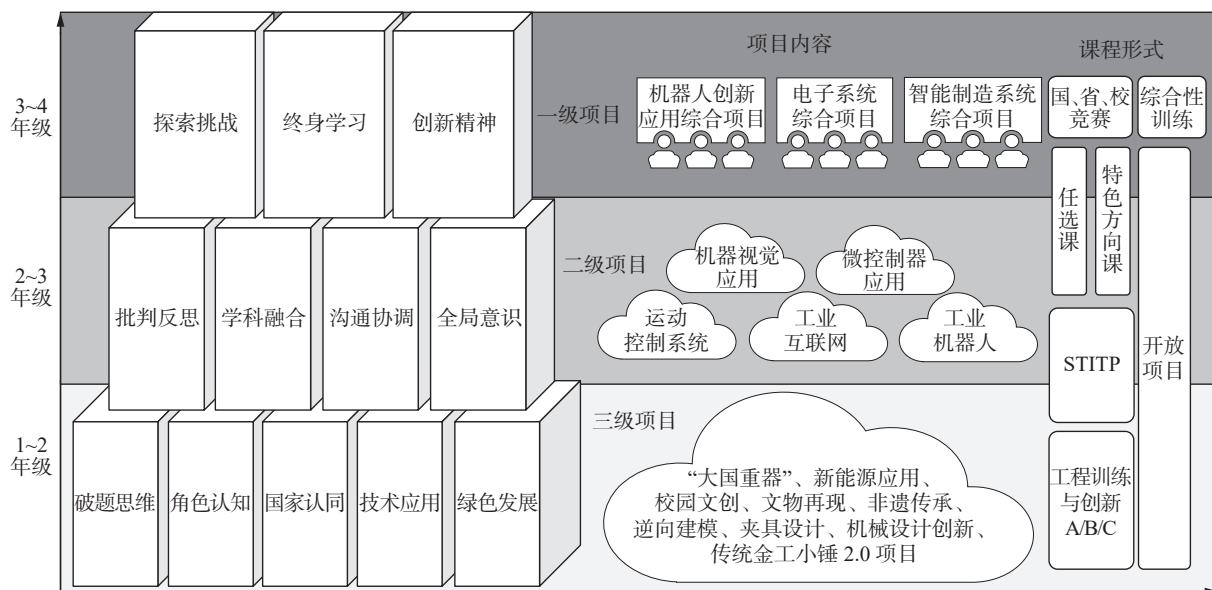 项目内容
课程形式
3~4
年级
探索挑战
终身学习
创新精神
一级项目
机器人创新
应用综合项目
电子系统
综合项目
智能制造系统
综合项目
国、省、校
竞赛
综合性
训练
任选课
特色方向课
开放
项目
2~3
年级
批判反思
学科融合
沟通协调
全局意识
二级项目
机器视觉
应用
微控制器
应用
运动
控制系统
工业
互联网
工业
机器人
STITP
1~2
年级
破题思维
角色认知
国家认同
技术应用
绿色发展
三级项目
“大国重器”、新能源应用、
校园文创、文物再现、非遗传承、
逆向建模、夹具设计、机械设计创新、
传统金工小锤 2.0 项目
工程训练
与创新
A/B/C